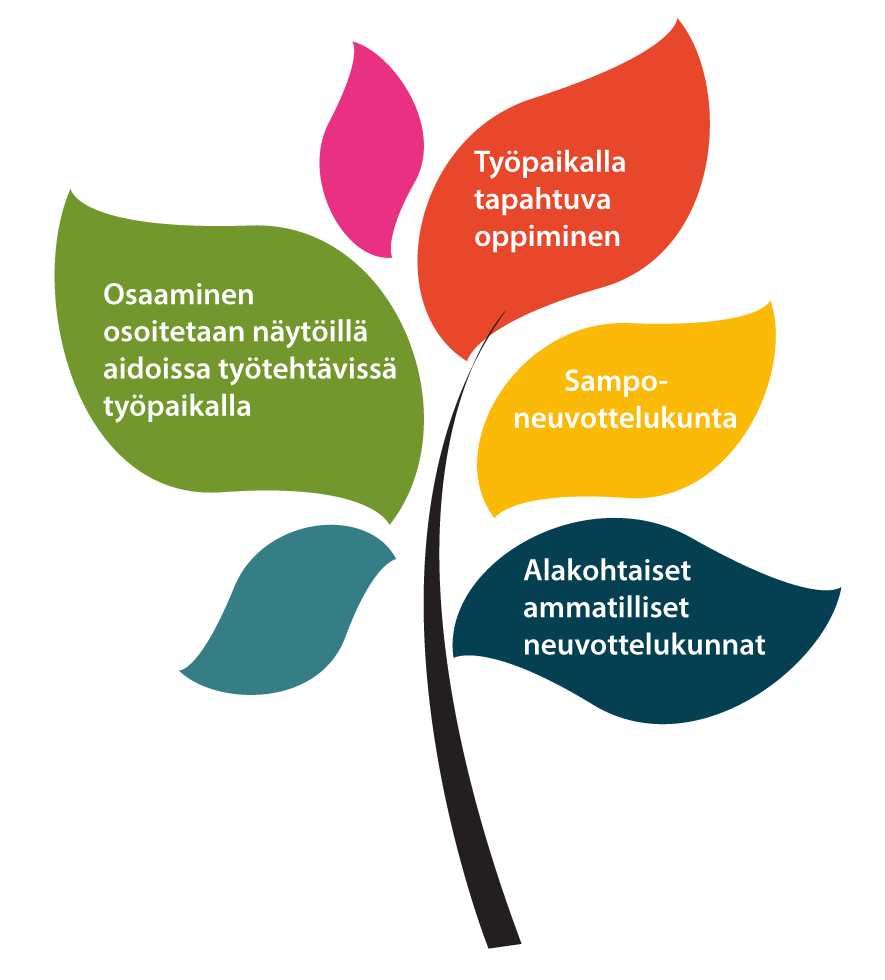 Työpaikalla
tapahtuva
oppiminen
Osaaminen
osoitetaan näytöillä
aidoissa työtehtävissä
työpaikalla
Sampo-
neuvottelukunta
Alakohtaiset
ammatilliset
neuvottelukunnat